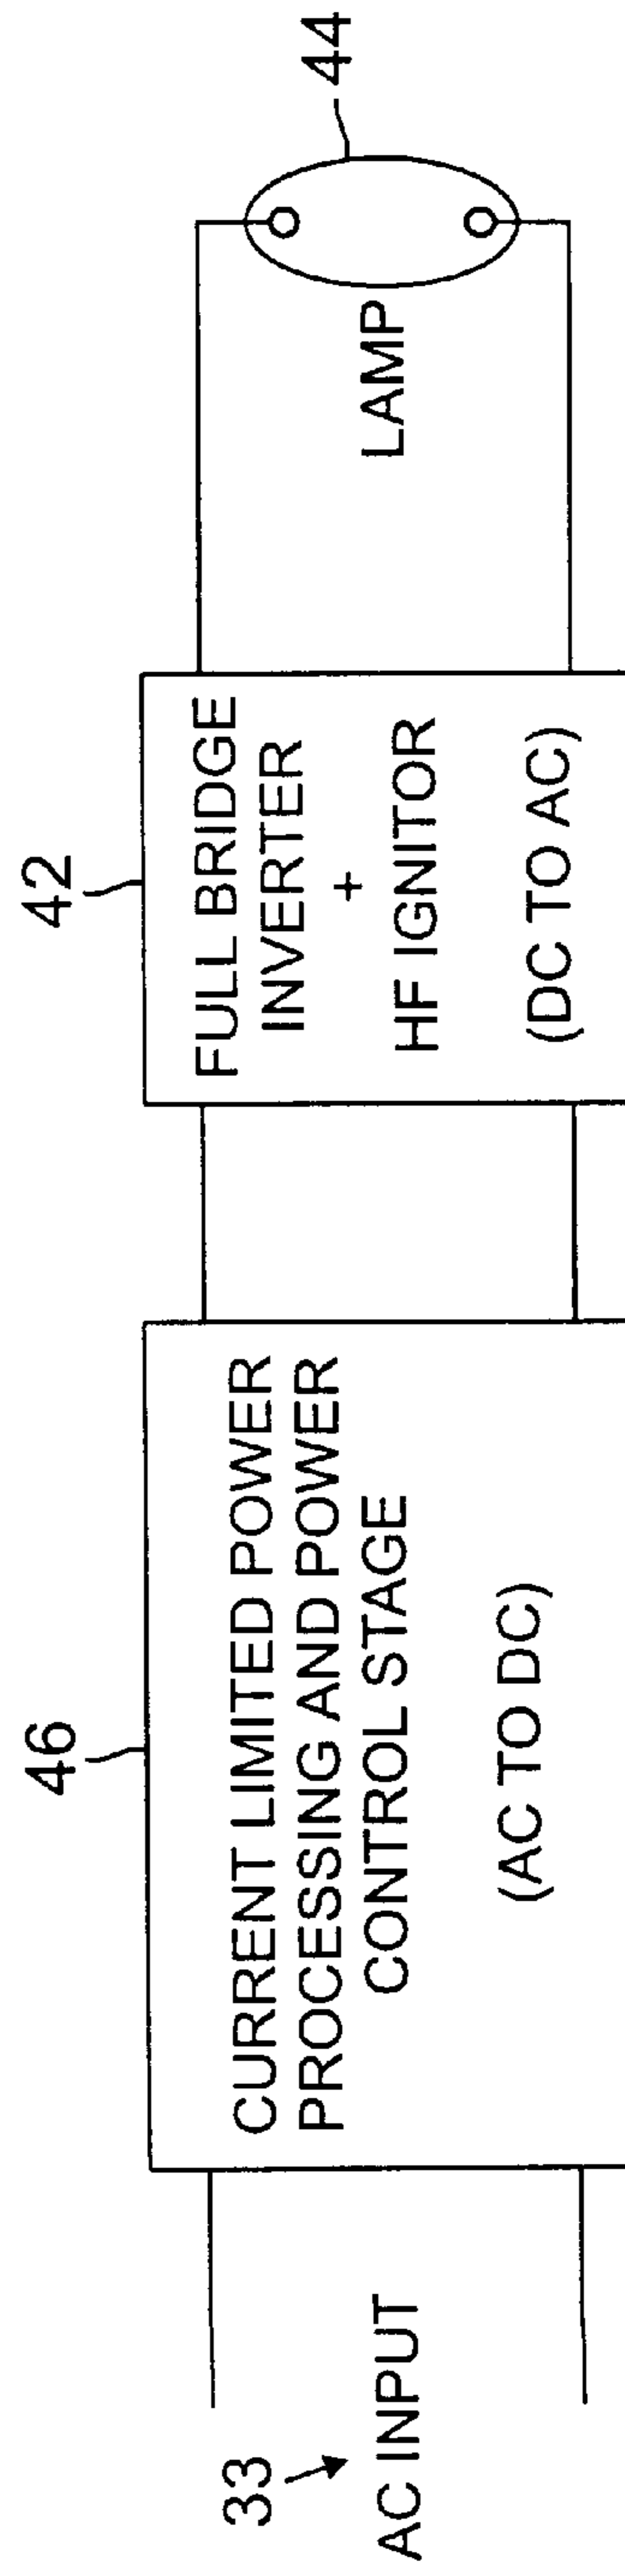 33
AC INPUT
46
CURRENT LIMITED POWER
PROCESSING AND POWER
CONTROL STAGE
(AC TO DC)
42
FULL BRIDGE
INVERTER
+
HF IGNITOR
(DC TO AC)
LAMP
44